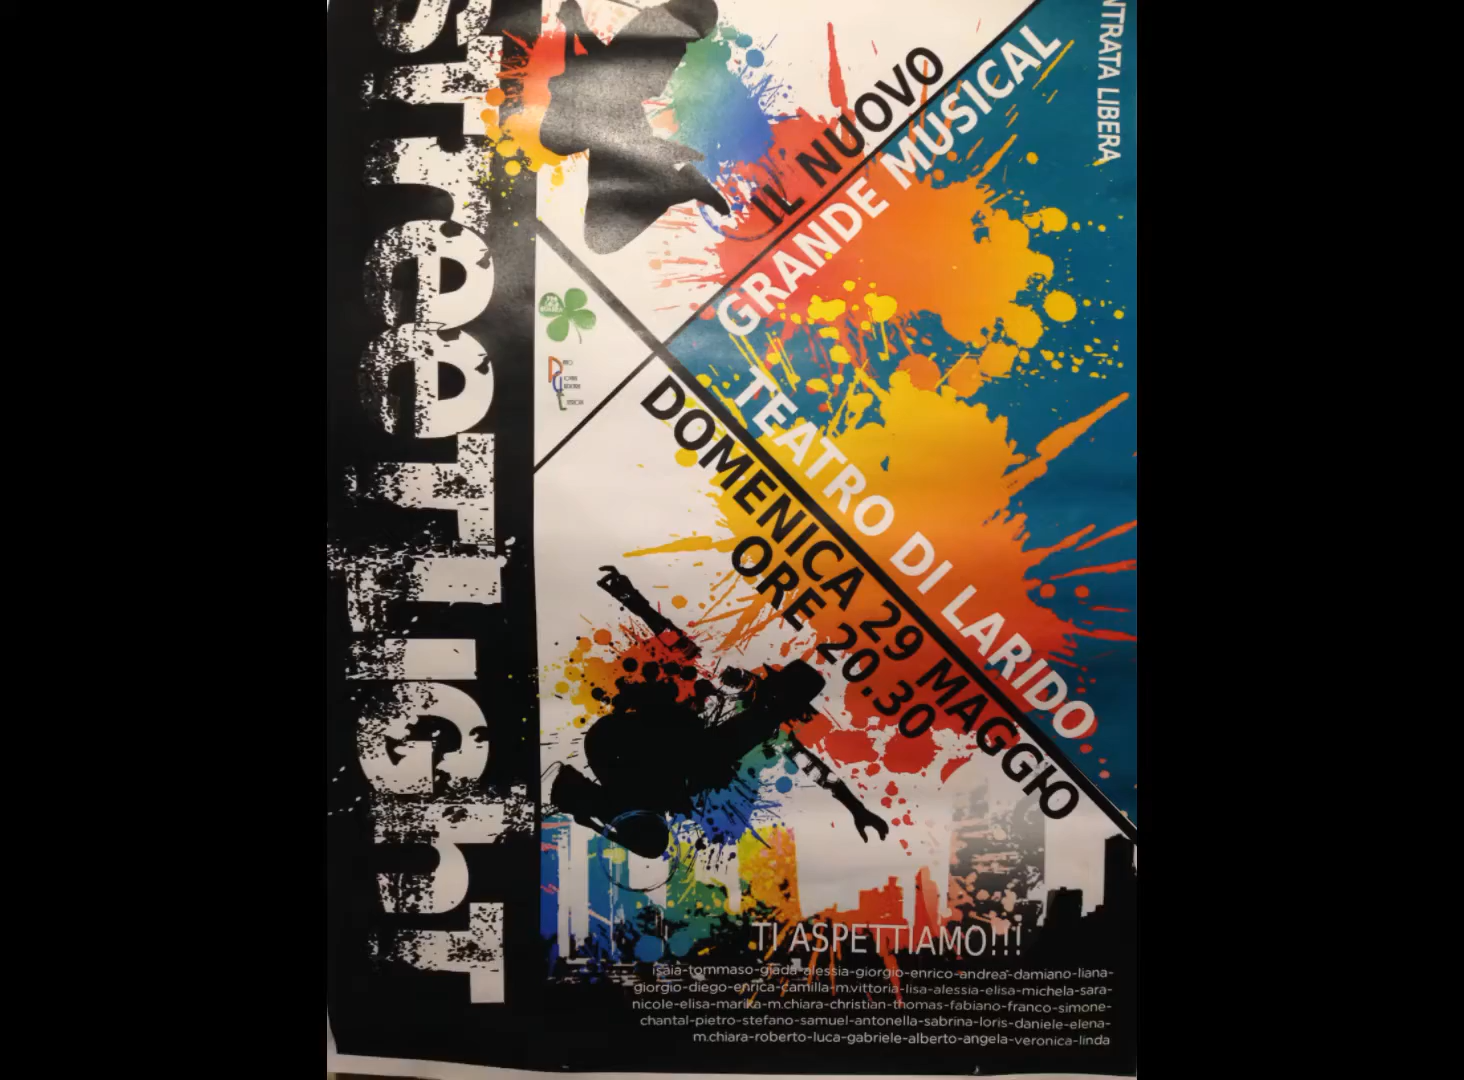 streetlight
IL NUOVO
GRANDE MUSICAL
NTRATA LIBERA
TEATRO DI LARIDO
DOMENICA 29 MAGGIO
ORE 20.30
TI ASPETTIAMO!!!
isaia-tommaso-giada-alessia-giorgio-enrico-andrea-damiano-liana-
giorgio-diego-enrica-camilla-m.vittoria-lisa-alessia-elisa-michela-sara-
nicole-elisa-marika-m.chiara-christian-thomas-fabiano-franco-simone-
chantal-pietro-stefano-samuel-antonella-sabrina-loris-daniele-elena-
m.chiara-roberto-luca-gabriele-alberto-angela-veronica-linda